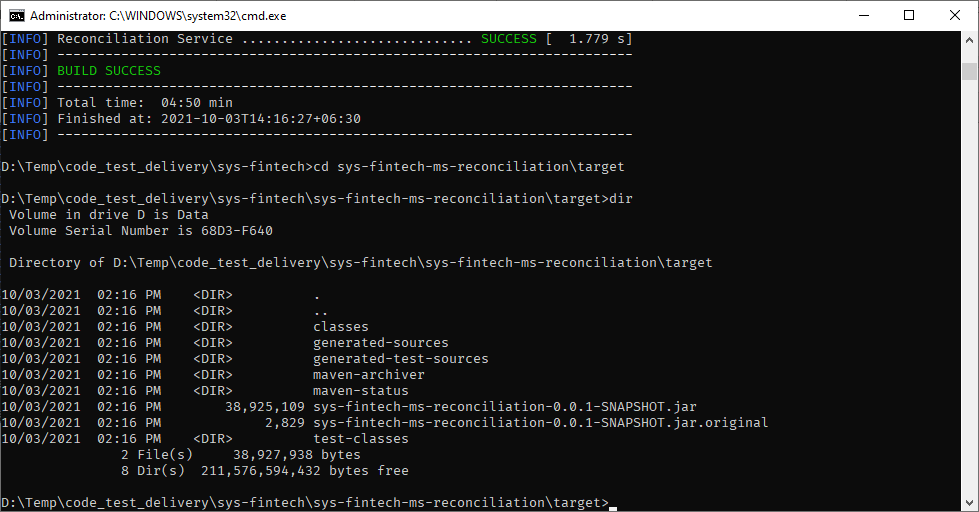 Administrator: C:\WINDOWS\system32\cmd.exe
[INFO] Reconciliation Service ............................. SUCCESS [  1.779 s]
[INFO] ------------------------------------------------------------------------
[INFO] BUILD SUCCESS
[INFO] ------------------------------------------------------------------------
[INFO] Total time:  04:50 min
[INFO] Finished at: 2021-10-03T14:16:27+06:30
[INFO] ------------------------------------------------------------------------
D:\Temp\code_test_delivery\sys-fintech>cd sys-fintech-ms-reconciliation\target
D:\Temp\code_test_delivery\sys-fintech\sys-fintech-ms-reconciliation\target>dir
 Volume in drive D is Data
 Volume Serial Number is 68D3-F640
 Directory of D:\Temp\code_test_delivery\sys-fintech\sys-fintech-ms-reconciliation\target
10/03/2021  02:16 PM    <DIR>          .
10/03/2021  02:16 PM    <DIR>          ..
10/03/2021  02:16 PM    <DIR>          classes
10/03/2021  02:16 PM    <DIR>          generated-sources
10/03/2021  02:16 PM    <DIR>          generated-test-sources
10/03/2021  02:16 PM    <DIR>          maven-archiver
10/03/2021  02:16 PM    <DIR>          maven-status
10/03/2021  02:16 PM        38,925,109 sys-fintech-ms-reconciliation-0.0.1-SNAPSHOT.jar
10/03/2021  02:16 PM             2,829 sys-fintech-ms-reconciliation-0.0.1-SNAPSHOT.jar.original
10/03/2021  02:16 PM    <DIR>          test-classes
               2 File(s)     38,927,938 bytes
               8 Dir(s)  211,576,594,432 bytes free
D:\Temp\code_test_delivery\sys-fintech\sys-fintech-ms-reconciliation\target>